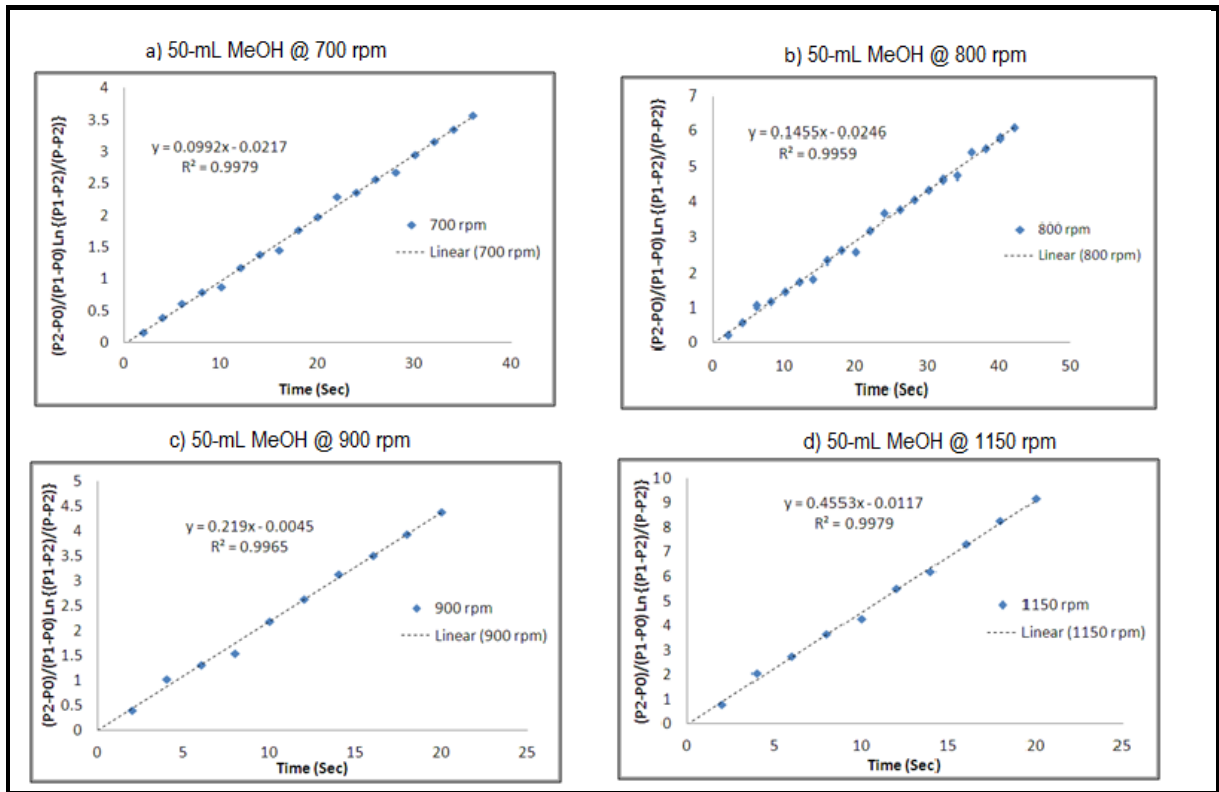 a) 50-mL MeOH @ 700 rpm
(P2-P0)/(P1-P0) Ln {(P1-P2)/(P-P2)}
4
3.5
3
2.5
2
1.5
1
0.5
0
y = 0.0992x - 0.0217
R² = 0.9979
700 rpm
Linear (700 rpm)
0 10 20 30 40
Time (Sec)
b) 50-mL MeOH @ 800 rpm
(P2-P0)/(P1-P0) Ln {(P1-P2)/(P-P2)}
7
6
5
4
3
2
1
0
y = 0.1455x - 0.0246
R² = 0.9959
800 rpm
Linear (800 rpm)
0 10 20 30 40 50
Time (Sec)
c) 50-mL MeOH @ 900 rpm
(P2-P0)/(P1-P0) Ln {(P1-P2)/(P-P2)}
5
4.5
4
3.5
3
2.5
2
1.5
1
0.5
0
y = 0.219x - 0.0045
R² = 0.9965
900 rpm
Linear (900 rpm)
0 5 10 15 20 25
Time (Sec)
d) 50-mL MeOH @ 1150 rpm
(P2-P0)/(P1-P0) Ln {(P1-P2)/(P-P2)}
10
9
8
7
6
5
4
3
2
1
0
y = 0.4553x - 0.0117
R² = 0.9979
1150 rpm
Linear (1150 rpm)
0 5 10 15 20 25
Time (Sec)